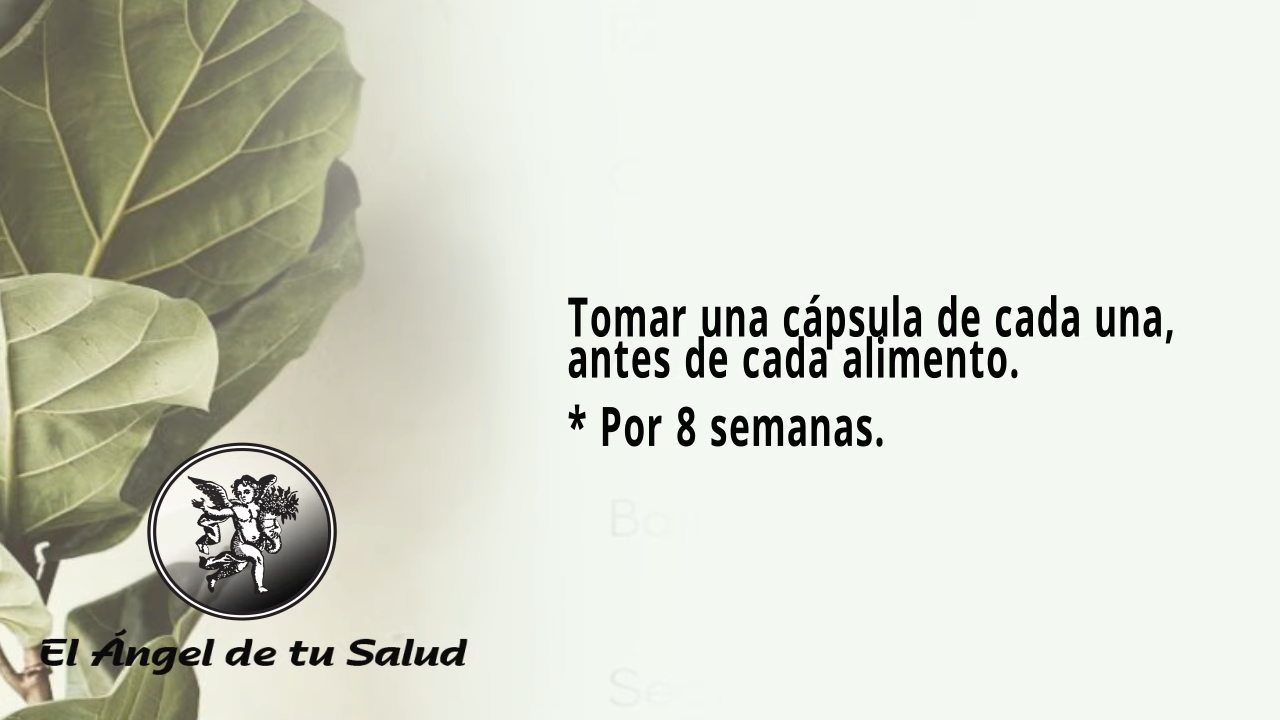 Tomar una cápsula de cada una,
antes de cada alimento.
* Por 8 semanas.
El Ángel de tu Salud